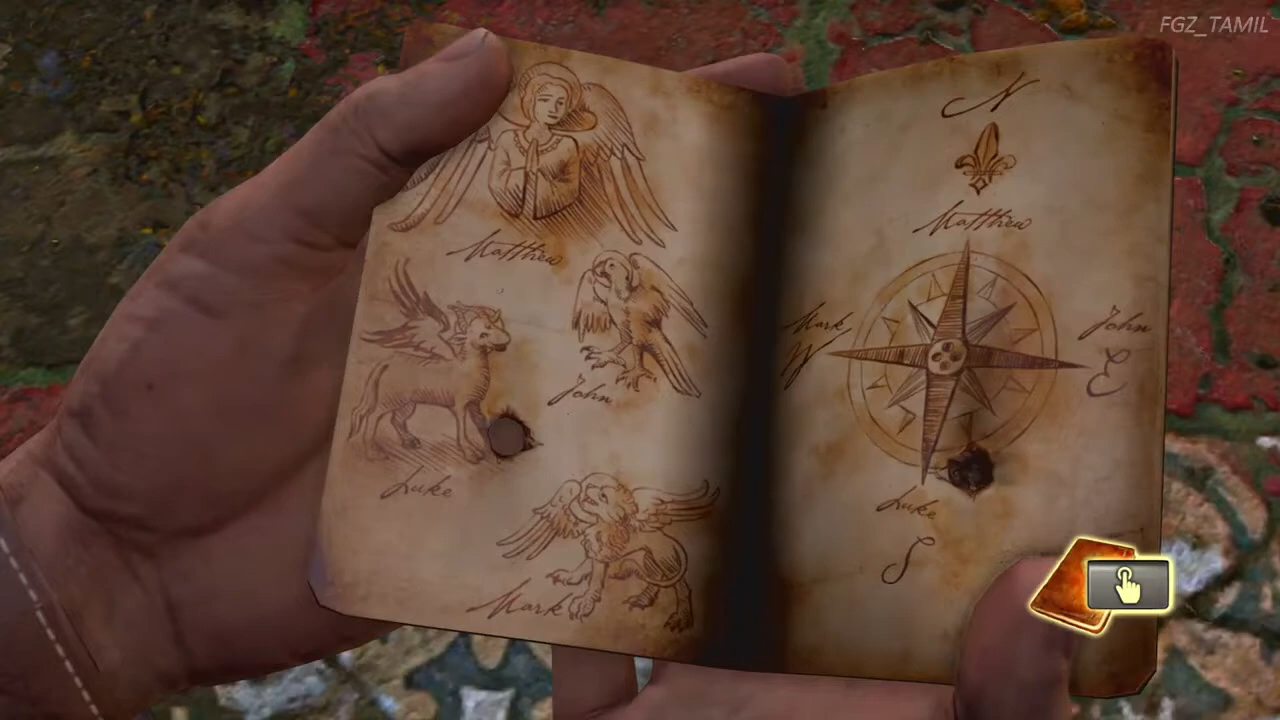 FGZ_TAMIL
Matthew
John
Luke
Mark
N
Matthew
Mark
W
John
E
Luke
S